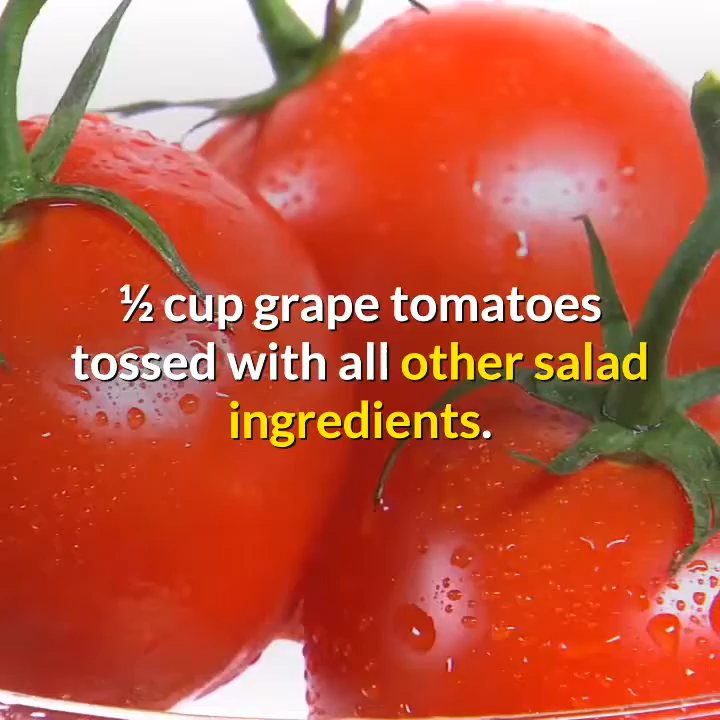 ½ cup grape tomatoes
tossed with all other salad
ingredients.